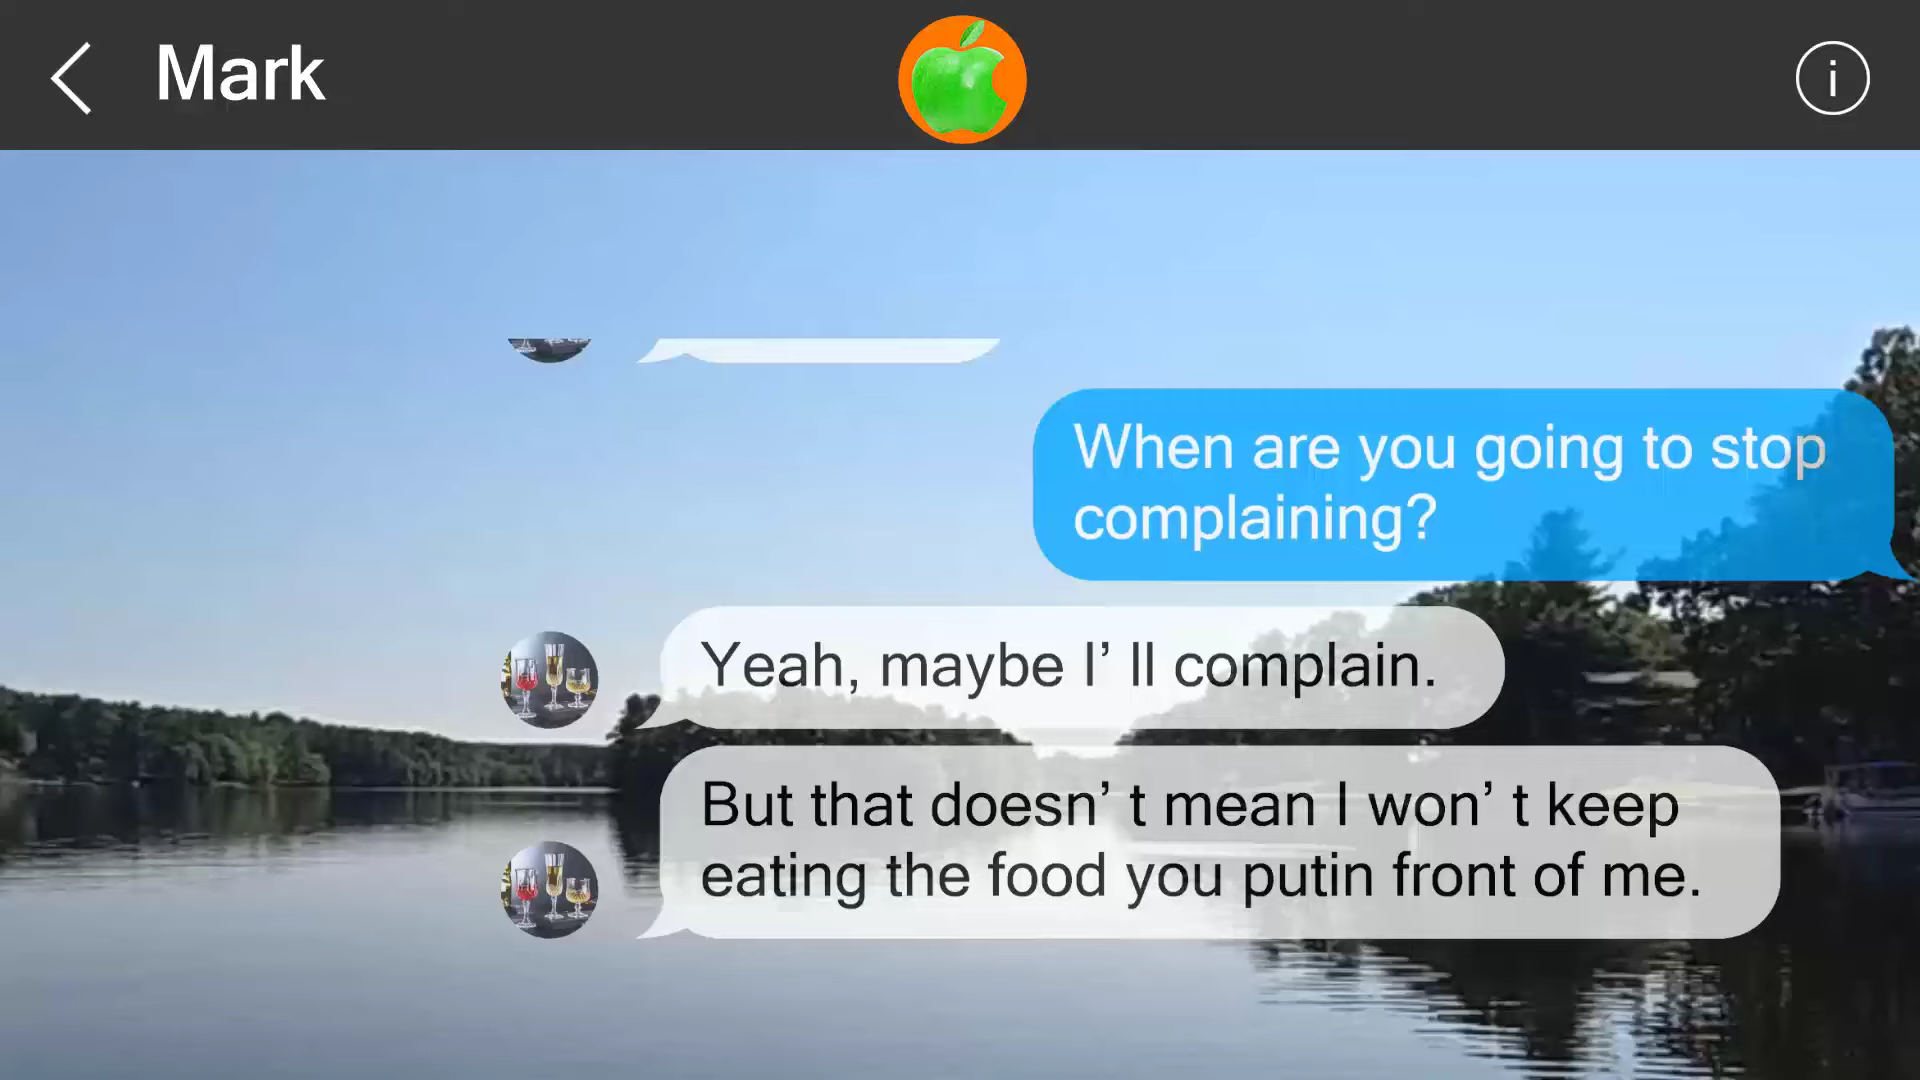 Mark
i
When are you going to stop
complaining?
Yeah, maybe I’ ll complain.
But that doesn’ t mean I won’ t keep
eating the food you putin front of me.